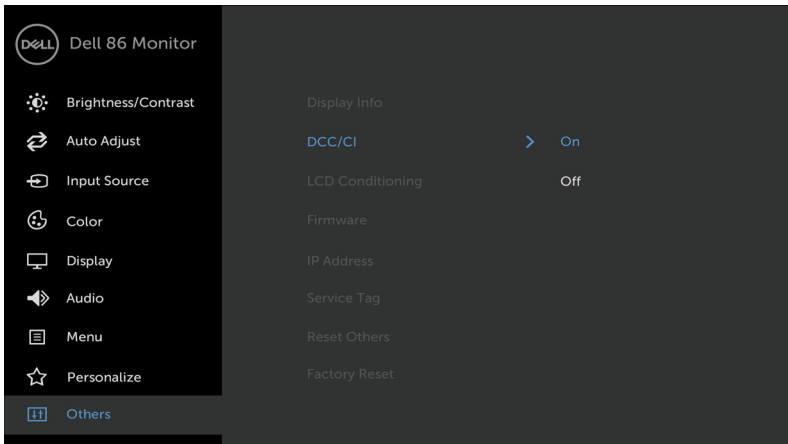 DELL
Dell 86 Monitor
Brightness/Contrast
Auto Adjust
Input Source
Color
Display
Audio
Menu
Personalize
Others
Display Info
DCC/CI
On
LCD Conditioning
Off
Firmware
IP Address
Service Tag
Reset Others
Factory Reset